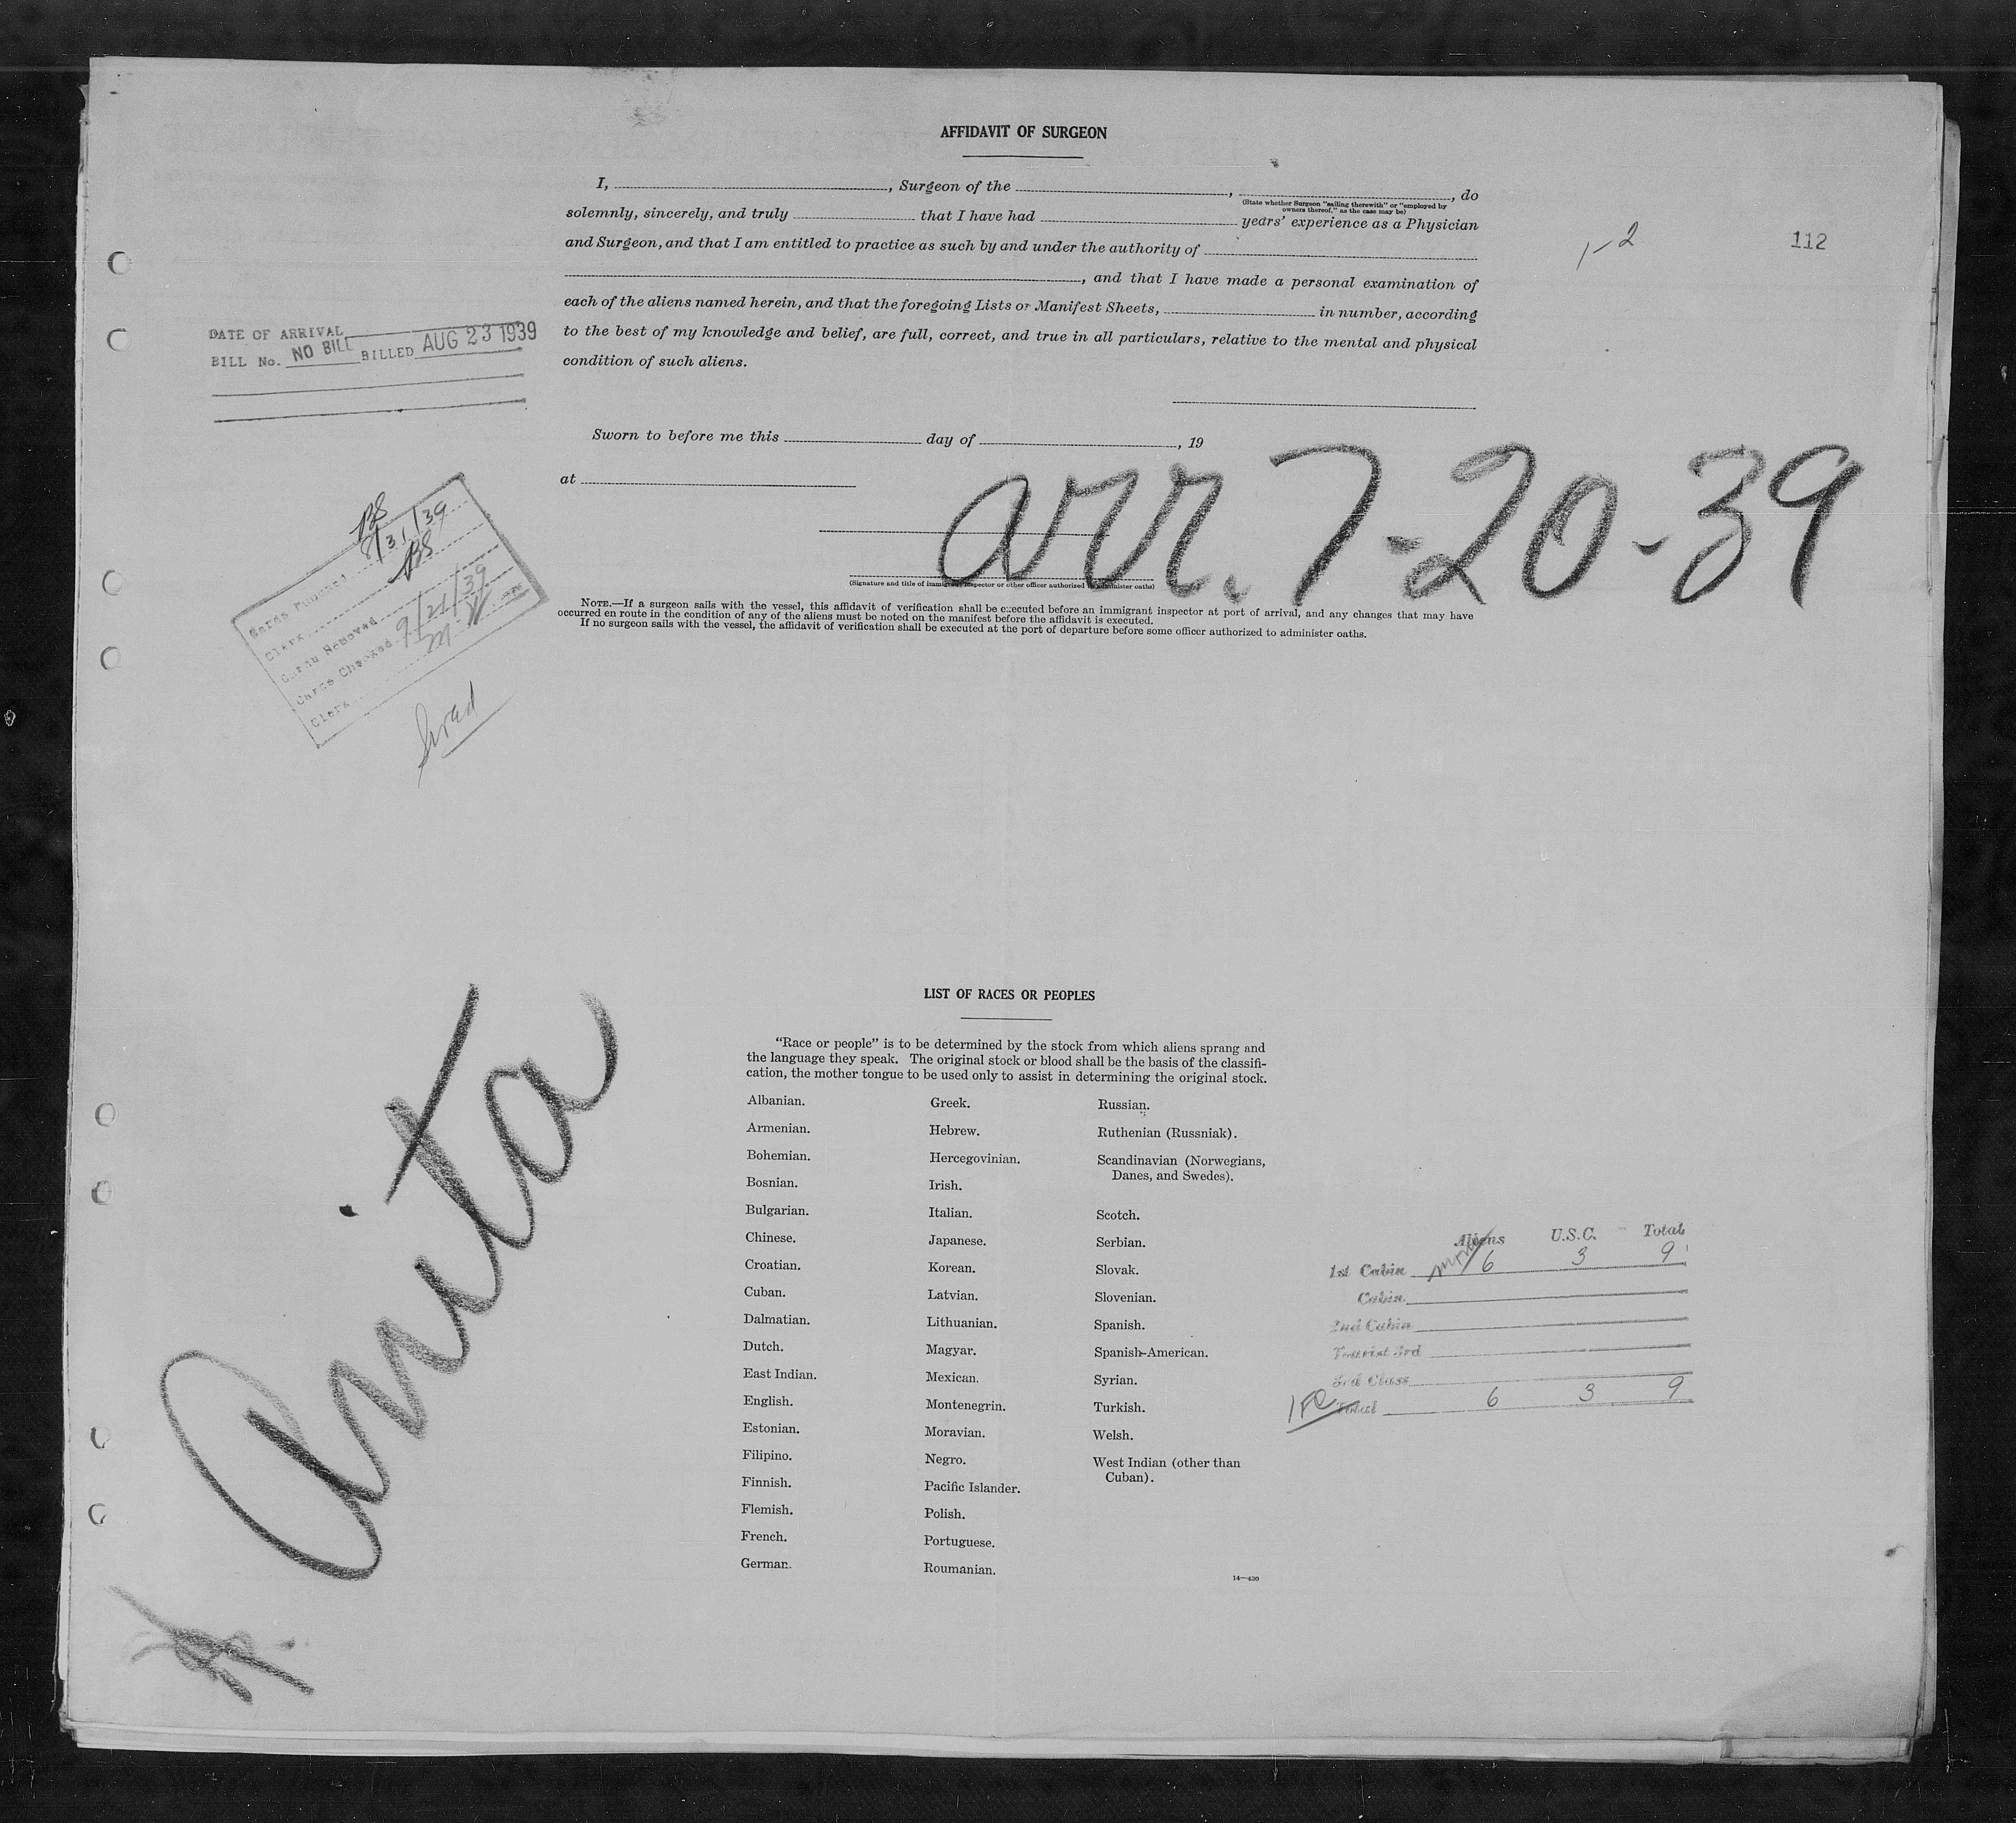 AFFIDAVIT OF SURGEON
I, , Surgeon of the , , do
(State whether Surgeon "sailing therewith" or "employed by
owners thereof," as the case may be)
solemnly, sincerely, and truly that I have had years' experience as a Physician
and Surgeon, and that I am entitled to practice as such by and under the authority of
, and that I have made a personal examination of
each of the aliens named herein, and that the foregoing Lists or Manifest Sheets, in number, according
to the best of my knowledge and belief, are full, correct, and true in all particulars, relative to the mental and physical
condition of such aliens.
1-2
112
DATE OF ARRIVAL
BILL No. NO BILL BILLED AUG 23 1939
Sworn to before me this day of , 19
at
arr. 7-20-39
(Signature and title of immigrant inspector or other officer authorized to administer oaths)
NOTE.—If a surgeon sails with the vessel, this affidavit of verification shall be executed before an immigrant inspector at port of arrival, and any changes that may have
occurred en route in the condition of any of the aliens must be noted on the manifest before the affidavit is executed.
If no surgeon sails with the vessel, the affidavit of verification shall be executed at the port of departure before some officer authorized to administer oaths.
BS
Cards 8/31/39
Clerk BS
Cards Removed
Cards Checked 9/21/39
Clerk
LIST OF RACES OR PEOPLES
"Race or people" is to be determined by the stock from which aliens sprang and
the language they speak. The original stock or blood shall be the basis of the classifi-
cation, the mother tongue to be used only to assist in determining the original stock.
Albanian.
Armenian.
Bohemian.
Bosnian.
Bulgarian.
Chinese.
Croatian.
Cuban.
Dalmatian.
Dutch.
East Indian.
English.
Estonian.
Filipino.
Finnish.
Flemish.
French.
German.
Greek.
Hebrew.
Hercegovinian.
Irish.
Italian.
Japanese.
Korean.
Latvian.
Lithuanian.
Magyar.
Mexican.
Montenegrin.
Moravian.
Negro.
Pacific Islander.
Polish.
Portuguese.
Roumanian.
Russian.
Ruthenian (Russniak).
Scandinavian (Norwegians,
Danes, and Swedes).
Scotch.
Serbian.
Slovak.
Slovenian.
Spanish.
Spanish-American.
Syrian.
Turkish.
Welsh.
West Indian (other than
Cuban).
14—430
Aliens U.S.C. Total
1st Cabin 6 3 9
Cabin
2nd Cabin
Tourist 3rd
3rd Class
Total 6 3 9
Anita